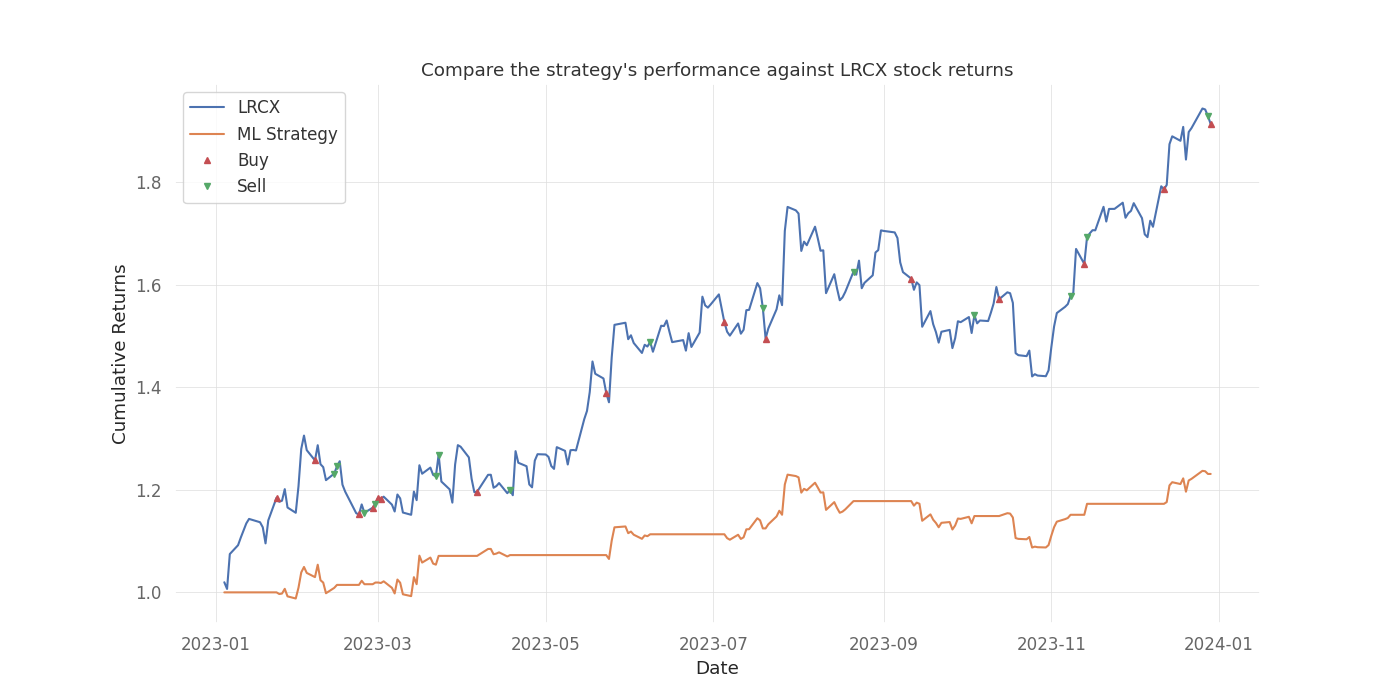 Compare the strategy's performance against LRCX stock returns
LRCX
ML Strategy
Buy
Sell
Cumulative Returns
1.8
1.6
1.4
1.2
1.0
2023-01 2023-03 2023-05 2023-07 2023-09 2023-11 2024-01
Date